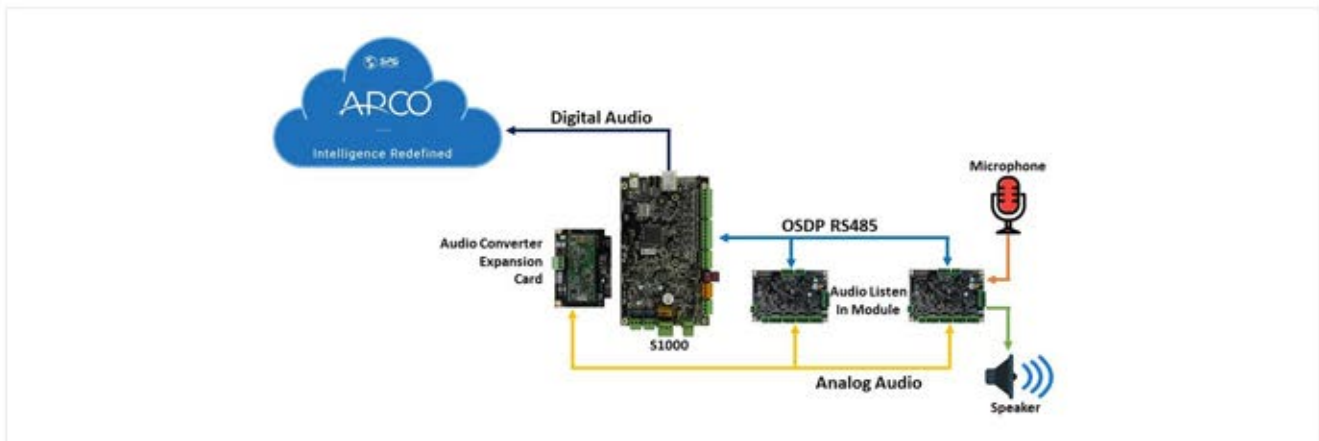 SPG
ARCO
Intelligence Redefined
Digital Audio
Microphone
OSDP RS485
Audio Converter
Expansion
Card
Audio Listen
In Module
S1000
Analog Audio
Speaker